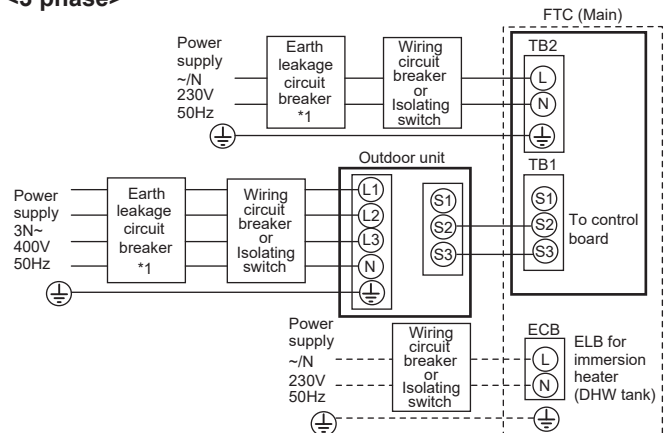 <3 phase>
FTC (Main)
Power
supply
~/N
230V
50Hz
Earth
leakage
circuit
breaker
*1
Wiring
circuit
breaker
or
Isolating
switch
TB2
L
N
Outdoor unit
Power
supply
3N~
400V
50Hz
Earth
leakage
circuit
breaker
*1
Wiring
circuit
breaker
or
Isolating
switch
L1
L2
L3
N
S1
S2
S3
TB1
S1
S2
S3
To control
board
Power
supply
~/N
230V
50Hz
Wiring
circuit
breaker
or
Isolating
switch
ECB
L
N
ELB for
immersion
heater
(DHW tank)